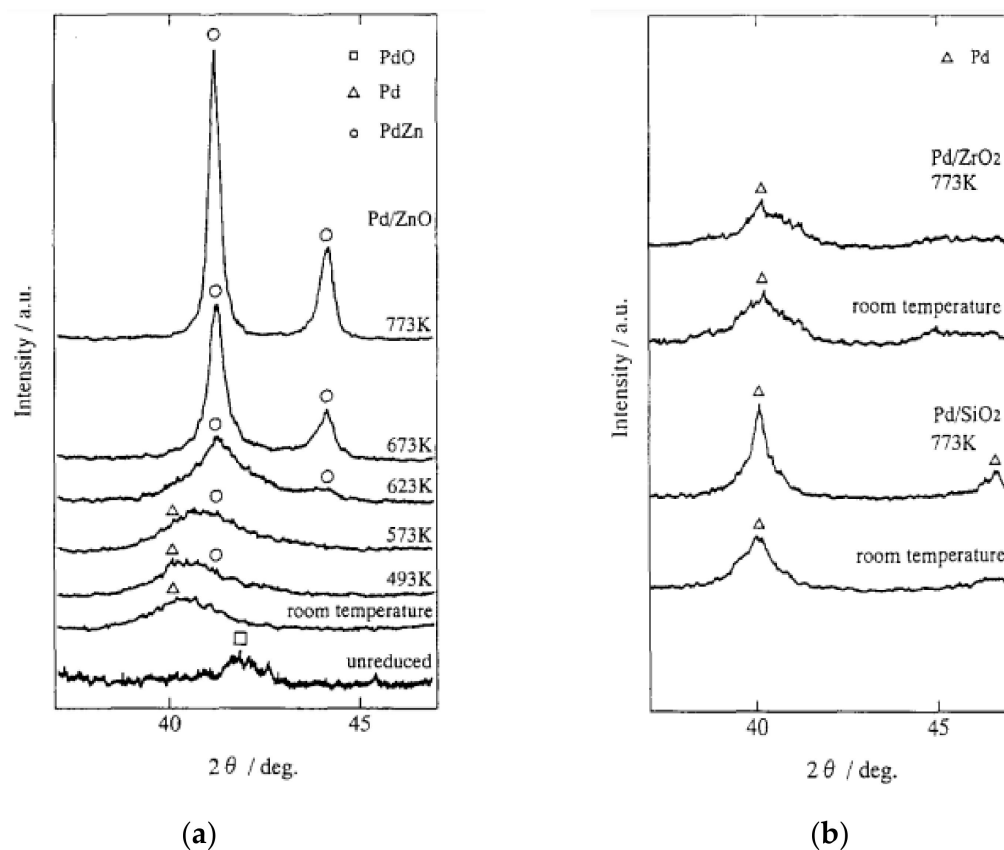 PdO
Pd
PdZn
Pd/ZnO
773K
673K
623K
573K
493K
room temperature
unreduced
Intensity / a.u.
40 45
2θ / deg.
(a)
Pd
Pd/ZrO2
773K
room temperature
Pd/SiO2
773K
room temperature
Intensity / a.u.
40 45
2θ / deg.
(b)